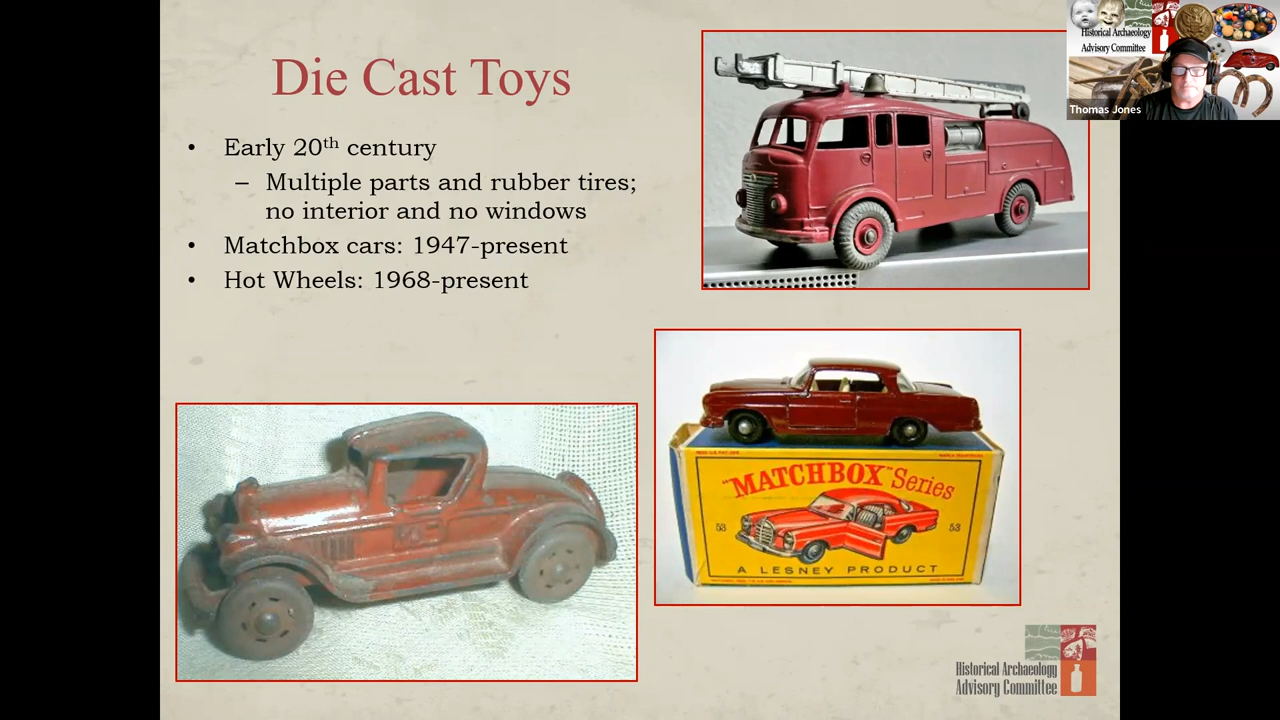 Die Cast Toys
• Early 20th century
– Multiple parts and rubber tires;
no interior and no windows
• Matchbox cars: 1947-present
• Hot Wheels: 1968-present
"MATCHBOX" Series
53
53
A LESNEY PRODUCT
Historical Archaeology
Advisory Committee
Thomas Jones
Historical Archaeology
Advisory Committee